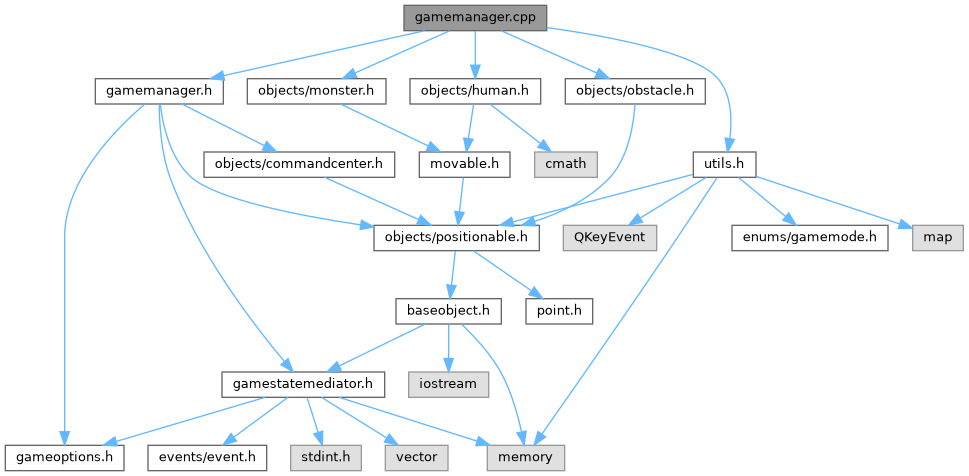 gamemanager.cpp
gamemanager.h
objects/monster.h
objects/human.h
objects/obstacle.h
objects/commandcenter.h
movable.h
cmath
utils.h
objects/positionable.h
QKeyEvent
enums/gamemode.h
map
baseobject.h
point.h
gamestatemediator.h
iostream
gameoptions.h
events/event.h
stdint.h
vector
memory